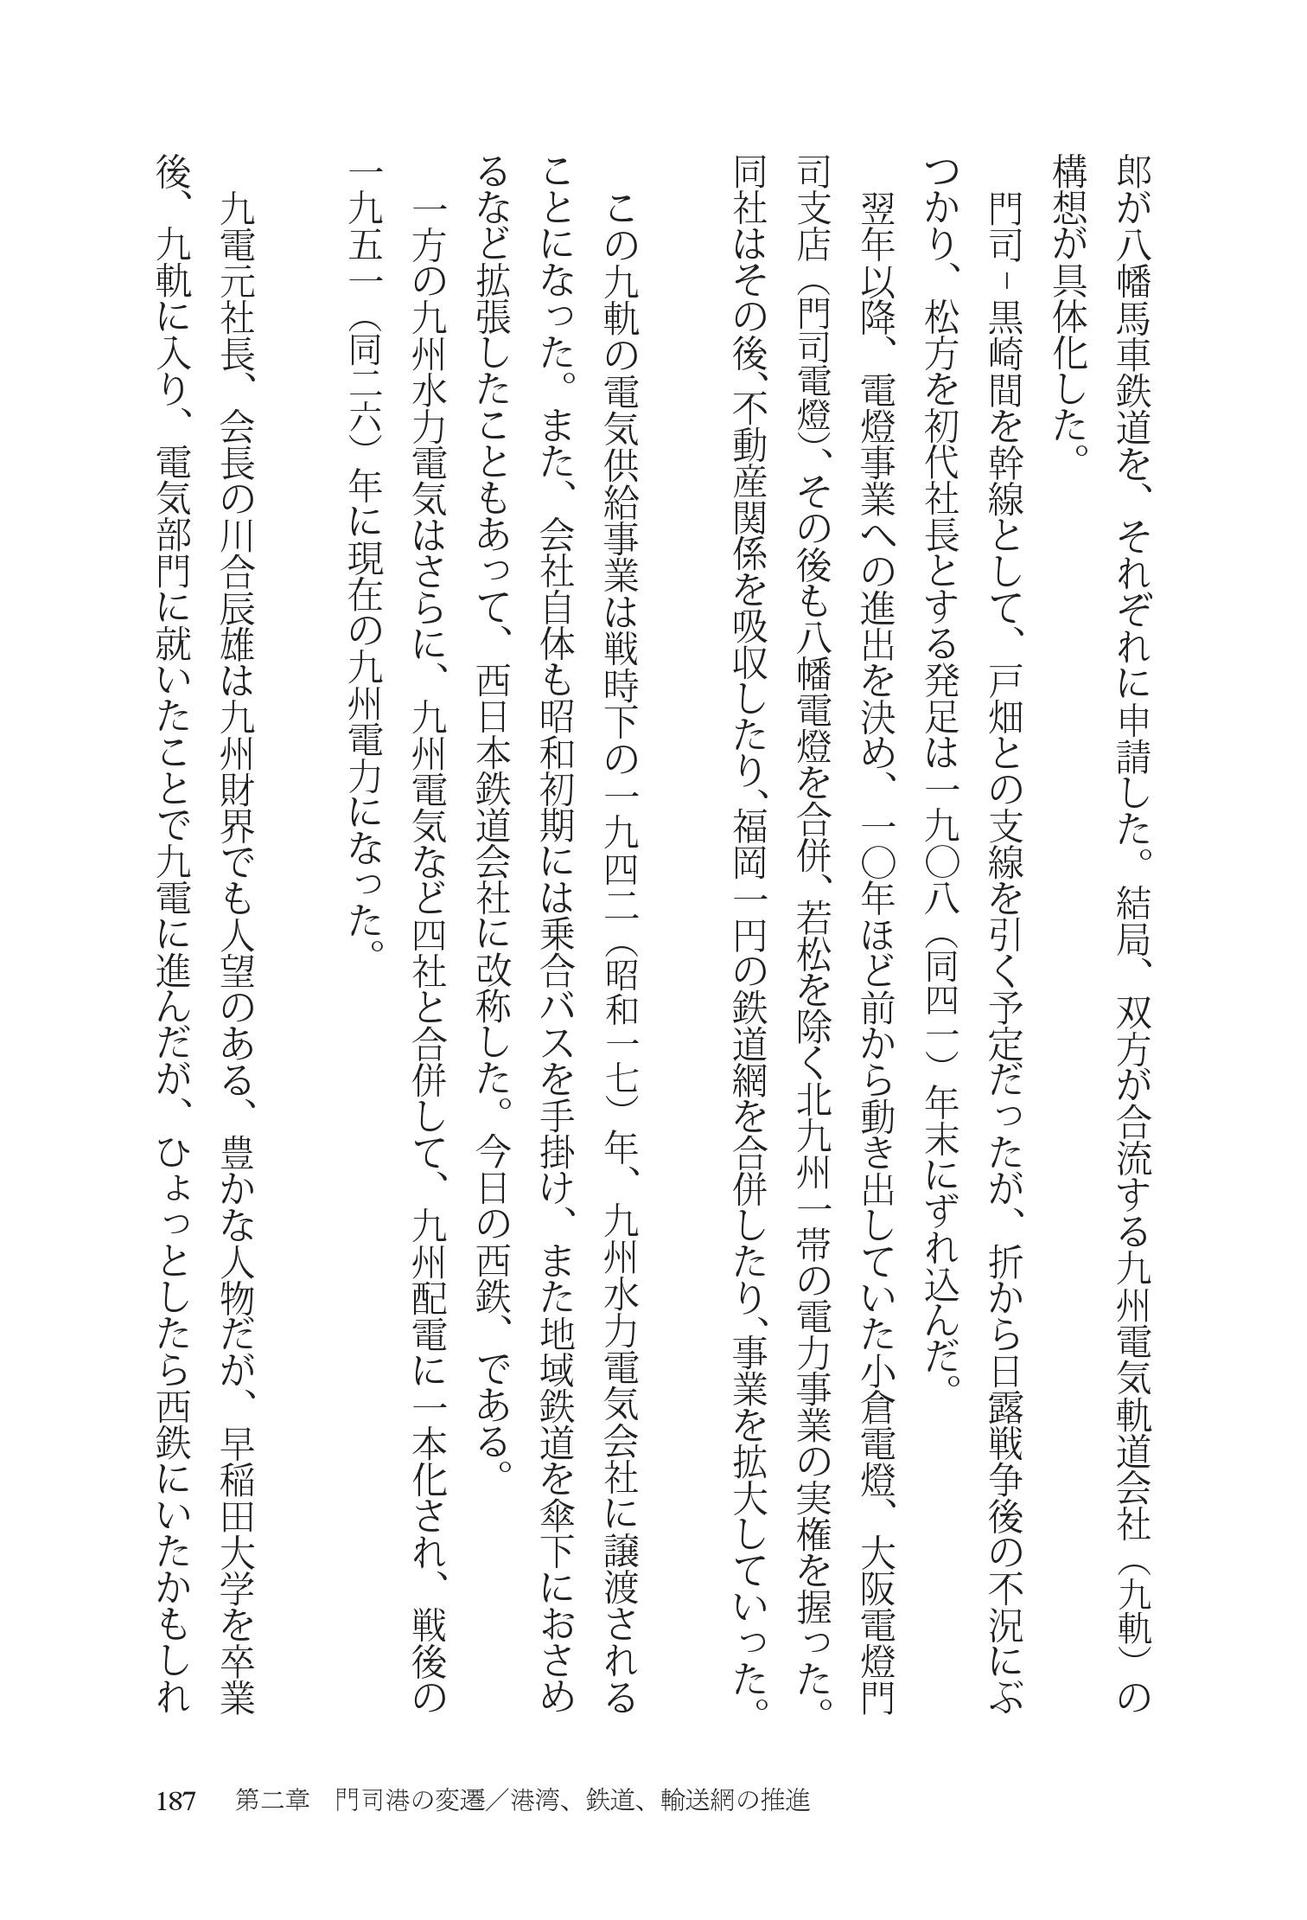 郎が八幡馬車鉄道を、それぞれに申請した。結局、双方が合流する九州電気軌道会社（九軌）の
構想が具体化した。
門司－黒崎間を幹線として、戸畑との支線を引く予定だったが、折から日露戦争後の不況にぶ
つかり、松方を初代社長とする発足は一九〇八（同四一）年末にずれ込んだ。
翌年以降、電燈事業への進出を決め、一〇年ほど前から動き出していた小倉電燈、大阪電燈門
司支店（門司電燈）、その後も八幡電燈を合併、若松を除く北九州一帯の電力事業の実権を握った。
同社はその後、不動産関係を吸収したり、福岡一円の鉄道網を合併したり、事業を拡大していった。
この九軌の電気供給事業は戦時下の一九四二（昭和一七）年、九州水力電気会社に譲渡される
ことになった。また、会社自体も昭和初期には乗合バスを手掛け、また地域鉄道を傘下におさめ
るなど拡張したこともあって、西日本鉄道会社に改称した。今日の西鉄、である。
一方の九州水力電気はさらに、九州電気など四社と合併して、九州配電に一本化され、戦後の
一九五一（同二六）年に現在の九州電力になった。
九電元社長、会長の川合辰雄は九州財界でも人望のある、豊かな人物だが、早稲田大学を卒業
後、九軌に入り、電気部門に就いたことで九電に進んだが、ひょっとしたら西鉄にいたかもしれ
187　第二章　門司港の変遷／港湾、鉄道、輸送網の推進